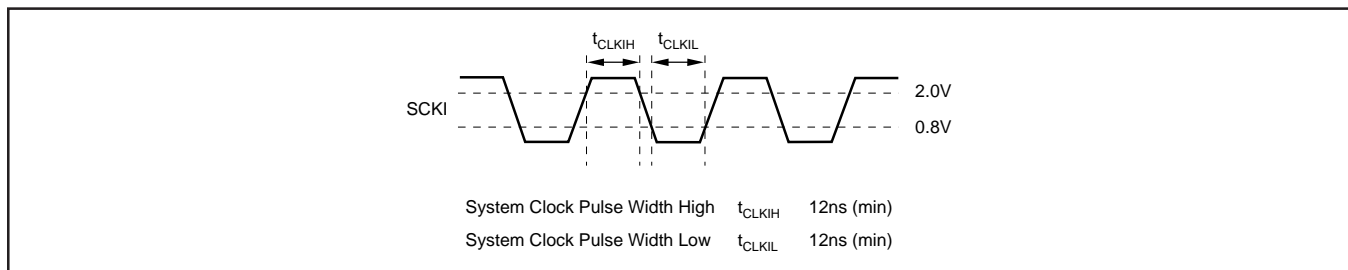 tCLKIH tCLKIL
2.0V
SCKI
0.8V
System Clock Pulse Width High tCLKIH 12ns (min)
System Clock Pulse Width Low tCLKIL 12ns (min)